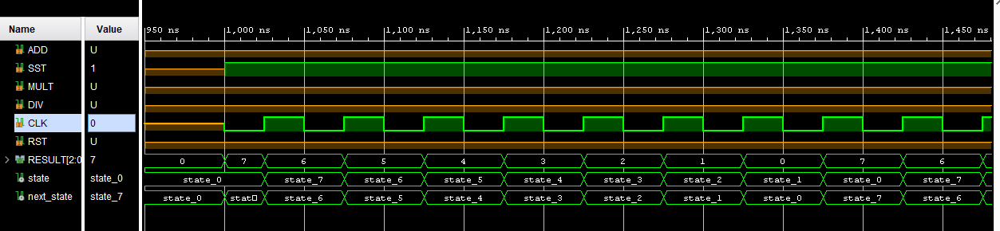 Name Value 950 ns 1,000 ns 1,050 ns 1,100 ns 1,150 ns 1,200 ns 1,250 ns 1,300 ns 1,350 ns 1,400 ns 1,450 ns
ADD U
SST 1
MULT U
DIV U
CLK 0
RST U
RESULT[2:0 7 0 7 6 5 4 3 2 1 0 7 6
state state_0 state_0 state_7 state_6 state_5 state_4 state_3 state_2 state_1 state_0 state_7
next_state state_7 state_0 stat□ state_6 state_5 state_4 state_3 state_2 state_1 state_0 state_7 state_6